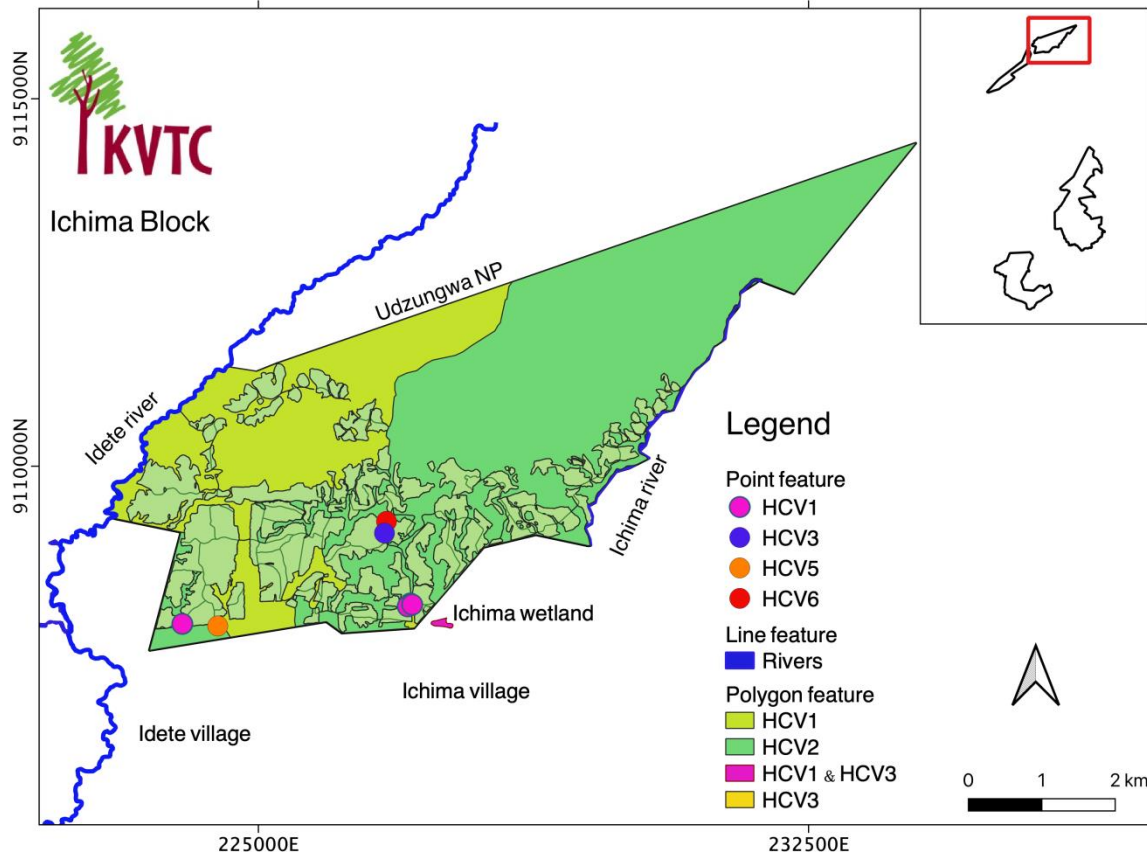 KVTC
Ichima Block
9115000N
9110000N
Udzungwa NP
Idete river
Ichima river
Ichima wetland
Ichima village
Idete village
Legend
Point feature
HCV1
HCV3
HCV5
HCV6
Line feature
Rivers
Polygon feature
HCV1
HCV2
HCV1 & HCV3
HCV3
0 1 2 km
225000E
232500E